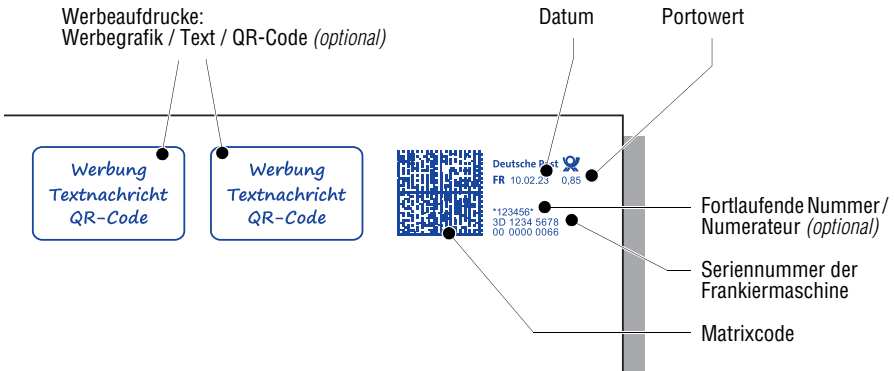 Werbeaufdrucke:
Werbegrafik / Text / QR-Code (optional)
Datum
Portowert
Werbung
Textnachricht
QR-Code
Werbung
Textnachricht
QR-Code
Deutsche Post
FR 10.02.23 0,85
*123456*
3D 1234 5678
00 0000 0066
Fortlaufende Nummer /
Numerateur (optional)
Seriennummer der
Frankiermaschine
Matrixcode